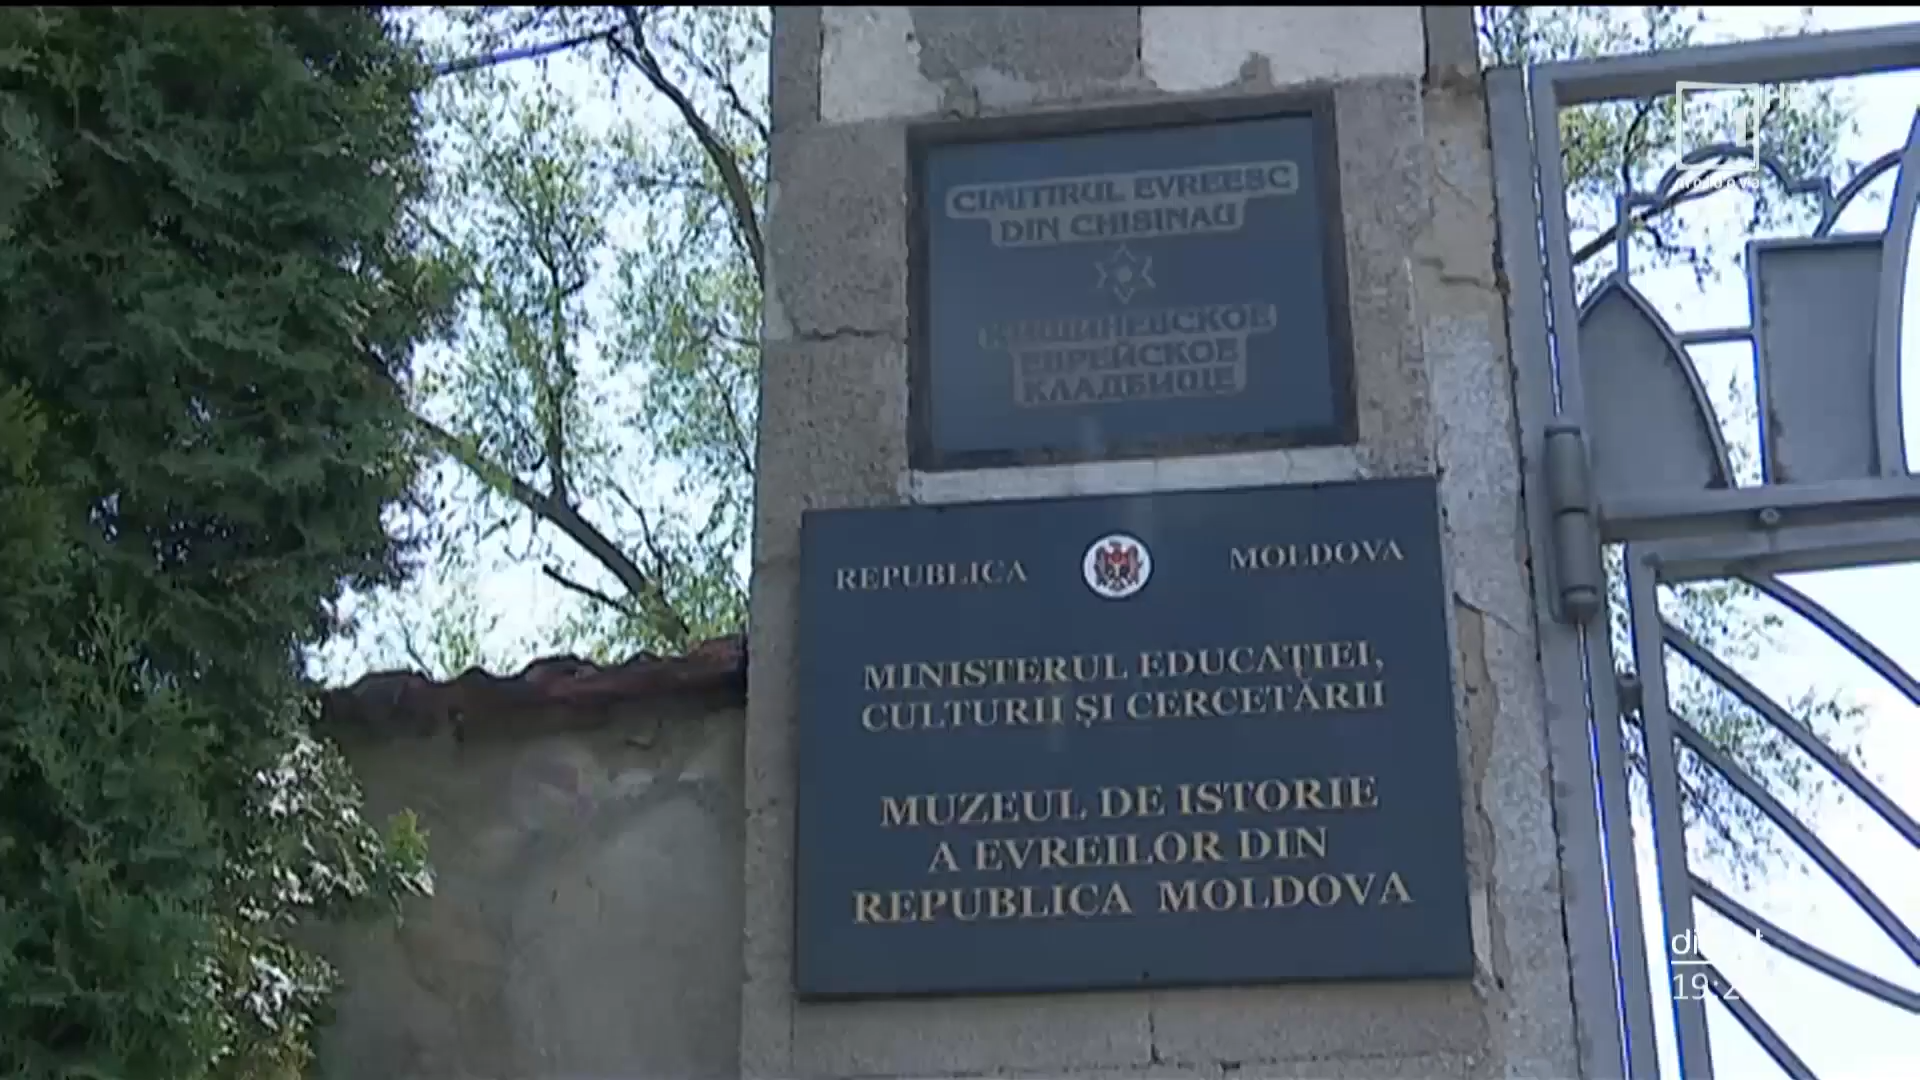 CIMITIRUL EVREESC
DIN CHISINAU
КИШИНЕВСКОЕ
ЕВРЕЙСКОЕ
КЛАДБИЩЕ
REPUBLICA MOLDOVA
MINISTERUL EDUCAȚIEI,
CULTURII ȘI CERCETĂRII
MUZEUL DE ISTORIE
A EVREILOR DIN
REPUBLICA MOLDOVA